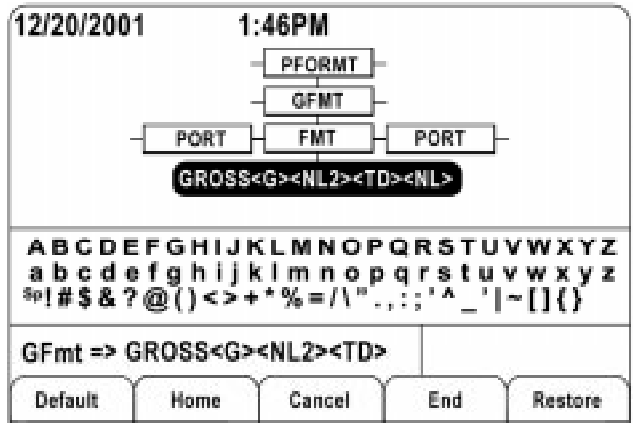 12/20/2001 1:46PM
PFORMT
GFMT
PORT FMT PORT
GROSS<G><NL2><TD><NL>
A B C D E F G H I J K L M N O P Q R S T U V W X Y Z
a b c d e f g h i j k l m n o p q r s t u v w x y z
Sp ! # $ & ? @ ( ) < > + * % = / \ " . , : ; ' ^ _ ' | ~ [ ] { }
GFmt => GROSS<G><NL2><TD>
Default Home Cancel End Restore